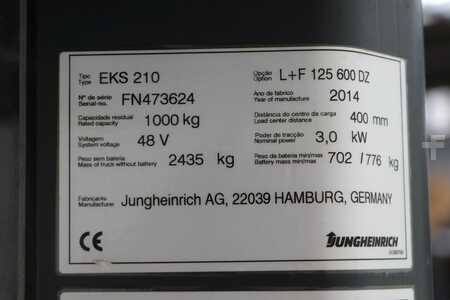 Tipo
Type EKS 210 Opção
Option L+F 125 600 DZ
Nº de série
Serial-no. FN473624 Ano de fabrico
Year of manufacture 2014
Capacidade residual
Rated capacity 1000 kg Distância do centro da carga
Load center distance 400 mm
Voltagem
System voltage 48 V Poder de tracção
Nominal power 3,0 kW
Peso sem bateria
Mass of truck without battery 2435 kg Peso da bateria min/max
Battery mass min/max 702 / 776 kg
Fabricante
Manufacturer Jungheinrich AG, 22039 HAMBURG, GERMANY
CE JUNGHEINRICH